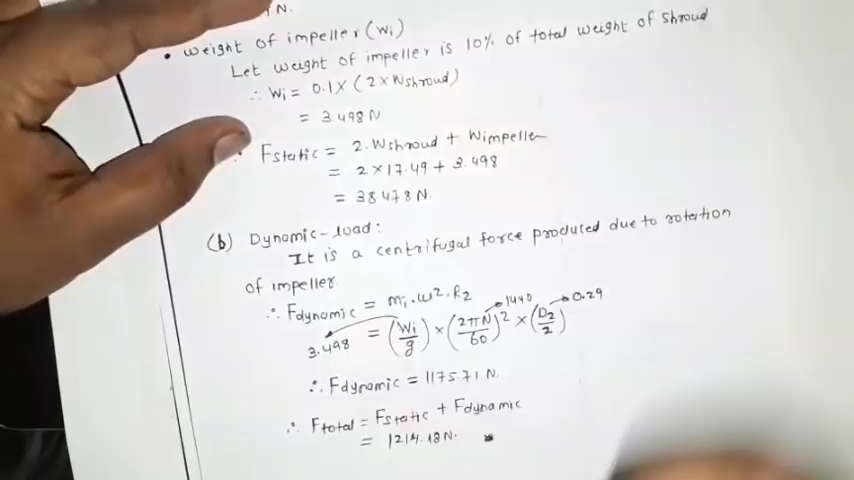 N.
• weight of impeller (Wi)
Let weight of impeller is 10% of total weight of shroud
∴ Wi = 0.1 × (2 × Wshroud)
= 3.498 N
∴ Fstatic = 2. Wshroud + Wimpeller
= 2 × 17.49 + 3.498
= 38.478 N.
(b) Dynamic-load:
It is a centrifugal force produced due to rotation
of impeller
∴ Fdynamic = mi. ω². R2
3.498 = (Wi/g) × (2πN/60)² × (D2/2) 1440 0.29
∴ Fdynamic = 1175.71 N.
∴ Ftotal = Fstatic + Fdynamic
= 1214.18 N.